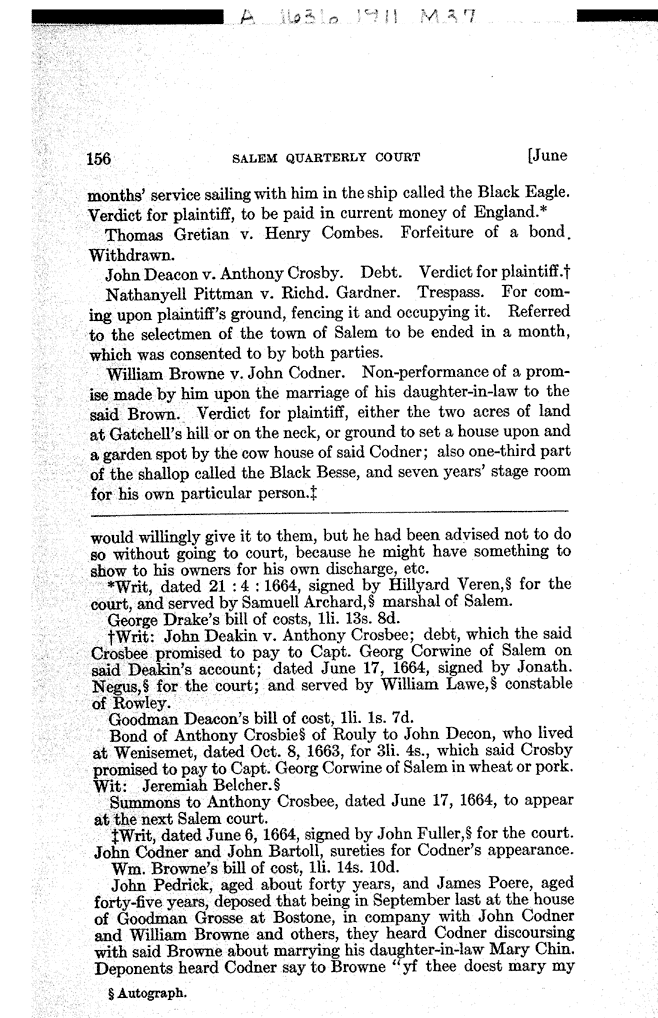 A 1636 1911 M37
156 SALEM QUARTERLY COURT [June
months' service sailing with him in the ship called the Black Eagle.
Verdict for plaintiff, to be paid in current money of England.*
Thomas Gretian v. Henry Combes. Forfeiture of a bond.
Withdrawn.
John Deacon v. Anthony Crosby. Debt. Verdict for plaintiff.†
Nathanyell Pittman v. Richd. Gardner. Trespass. For com-
ing upon plaintiff's ground, fencing it and occupying it. Referred
to the selectmen of the town of Salem to be ended in a month,
which was consented to by both parties.
William Browne v. John Codner. Non-performance of a prom-
ise made by him upon the marriage of his daughter-in-law to the
said Brown. Verdict for plaintiff, either the two acres of land
at Gatchell's hill or on the neck, or ground to set a house upon and
a garden spot by the cow house of said Codner; also one-third part
of the shallop called the Black Besse, and seven years' stage room
for his own particular person.‡
would willingly give it to them, but he had been advised not to do
so without going to court, because he might have something to
show to his owners for his own discharge, etc.
*Writ, dated 21 : 4 : 1664, signed by Hillyard Veren,§ for the
court, and served by Samuell Archard,§ marshal of Salem.
George Drake's bill of costs, 1li. 13s. 8d.
†Writ: John Deakin v. Anthony Crosbee; debt, which the said
Crosbee promised to pay to Capt. Georg Corwine of Salem on
said Deakin's account; dated June 17, 1664, signed by Jonath.
Negus,§ for the court; and served by William Lawe,§ constable
of Rowley.
Goodman Deacon's bill of cost, 1li. 1s. 7d.
Bond of Anthony Crosbie§ of Rouly to John Decon, who lived
at Wenisemet, dated Oct. 8, 1663, for 3li. 4s., which said Crosby
promised to pay to Capt. Georg Corwine of Salem in wheat or pork.
Wit: Jeremiah Belcher.§
Summons to Anthony Crosbee, dated June 17, 1664, to appear
at the next Salem court.
‡Writ, dated June 6, 1664, signed by John Fuller,§ for the court.
John Codner and John Bartoll, sureties for Codner's appearance.
Wm. Browne's bill of cost, 1li. 14s. 10d.
John Pedrick, aged about forty years, and James Poere, aged
forty-five years, deposed that being in September last at the house
of Goodman Grosse at Bostone, in company with John Codner
and William Browne and others, they heard Codner discoursing
with said Browne about marrying his daughter-in-law Mary Chin.
Deponents heard Codner say to Browne "yf thee doest mary my
§ Autograph.